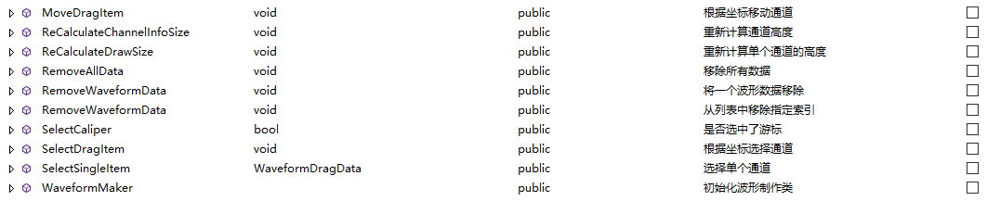 MoveDragItem void public 根据坐标移动通道
ReCalculateChannelInfoSize void public 重新计算通道高度
ReCalculateDrawSize void public 重新计算单个通道的高度
RemoveAllData void public 移除所有数据
RemoveWaveformData void public 将一个波形数据移除
RemoveWaveformData void public 从列表中移除指定索引
SelectCaliper bool public 是否选中了游标
SelectDragItem void public 根据坐标选择通道
SelectSingleItem WaveformDragData public 选择单个通道
WaveformMaker public 初始化波形制作类